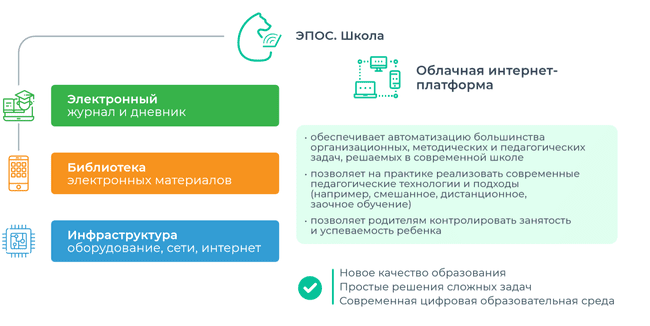 ЭПОС. Школа
Облачная интернет-
платформа
Электронный
журнал и дневник
Библиотека
электронных материалов
Инфраструктура
оборудование, сети, интернет
· обеспечивает автоматизацию большинства
организационных, методических и педагогических
задач, решаемых в современной школе
· позволяет на практике реализовать современные
педагогические технологии и подходы
(например, смешанное, дистанционное,
заочное обучение)
· позволяет родителям контролировать занятость
и успеваемость ребенка
Новое качество образования
Простые решения сложных задач
Современная цифровая образовательная среда